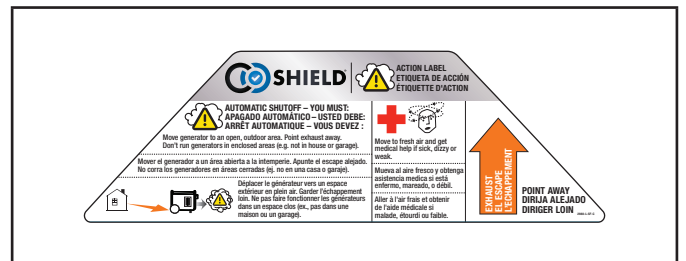 CO SHIELD®
ACTION LABEL
ETIQUETA DE ACCIÓN
ÉTIQUETTE D'ACTION
AUTOMATIC SHUTOFF – YOU MUST:
APAGADO AUTOMÁTICO – USTED DEBE:
ARRÊT AUTOMATIQUE – VOUS DEVEZ :
Move generator to an open, outdoor area. Point exhaust away.
Don't run generators in enclosed areas (e.g. not in house or garage).
Mover el generador a un área abierta a la intemperie. Apunte el escape alejado.
No corra los generadores en áreas cerradas (ej. no en una casa o garaje).
Déplacer le générateur vers un espace
extérieur en plein air. Garder l'échappement
loin. Ne pas faire fonctionner les générateurs
dans un espace clos (ex., pas dans une
maison ou un garage).
Move to fresh air and get
medical help if sick, dizzy or
weak.
Mueva al aire fresco y obtenga
asistencia medica si está
enfermo, mareado, o débil.
Aller à l'air frais et obtenir
de l'aide médicale si
malade, étourdi ou faible.
EXHAUST
EL ESCAPE
L'ÉCHAPPEMENT
POINT AWAY
DIRIJA ALEJADO
DIRIGER LOIN